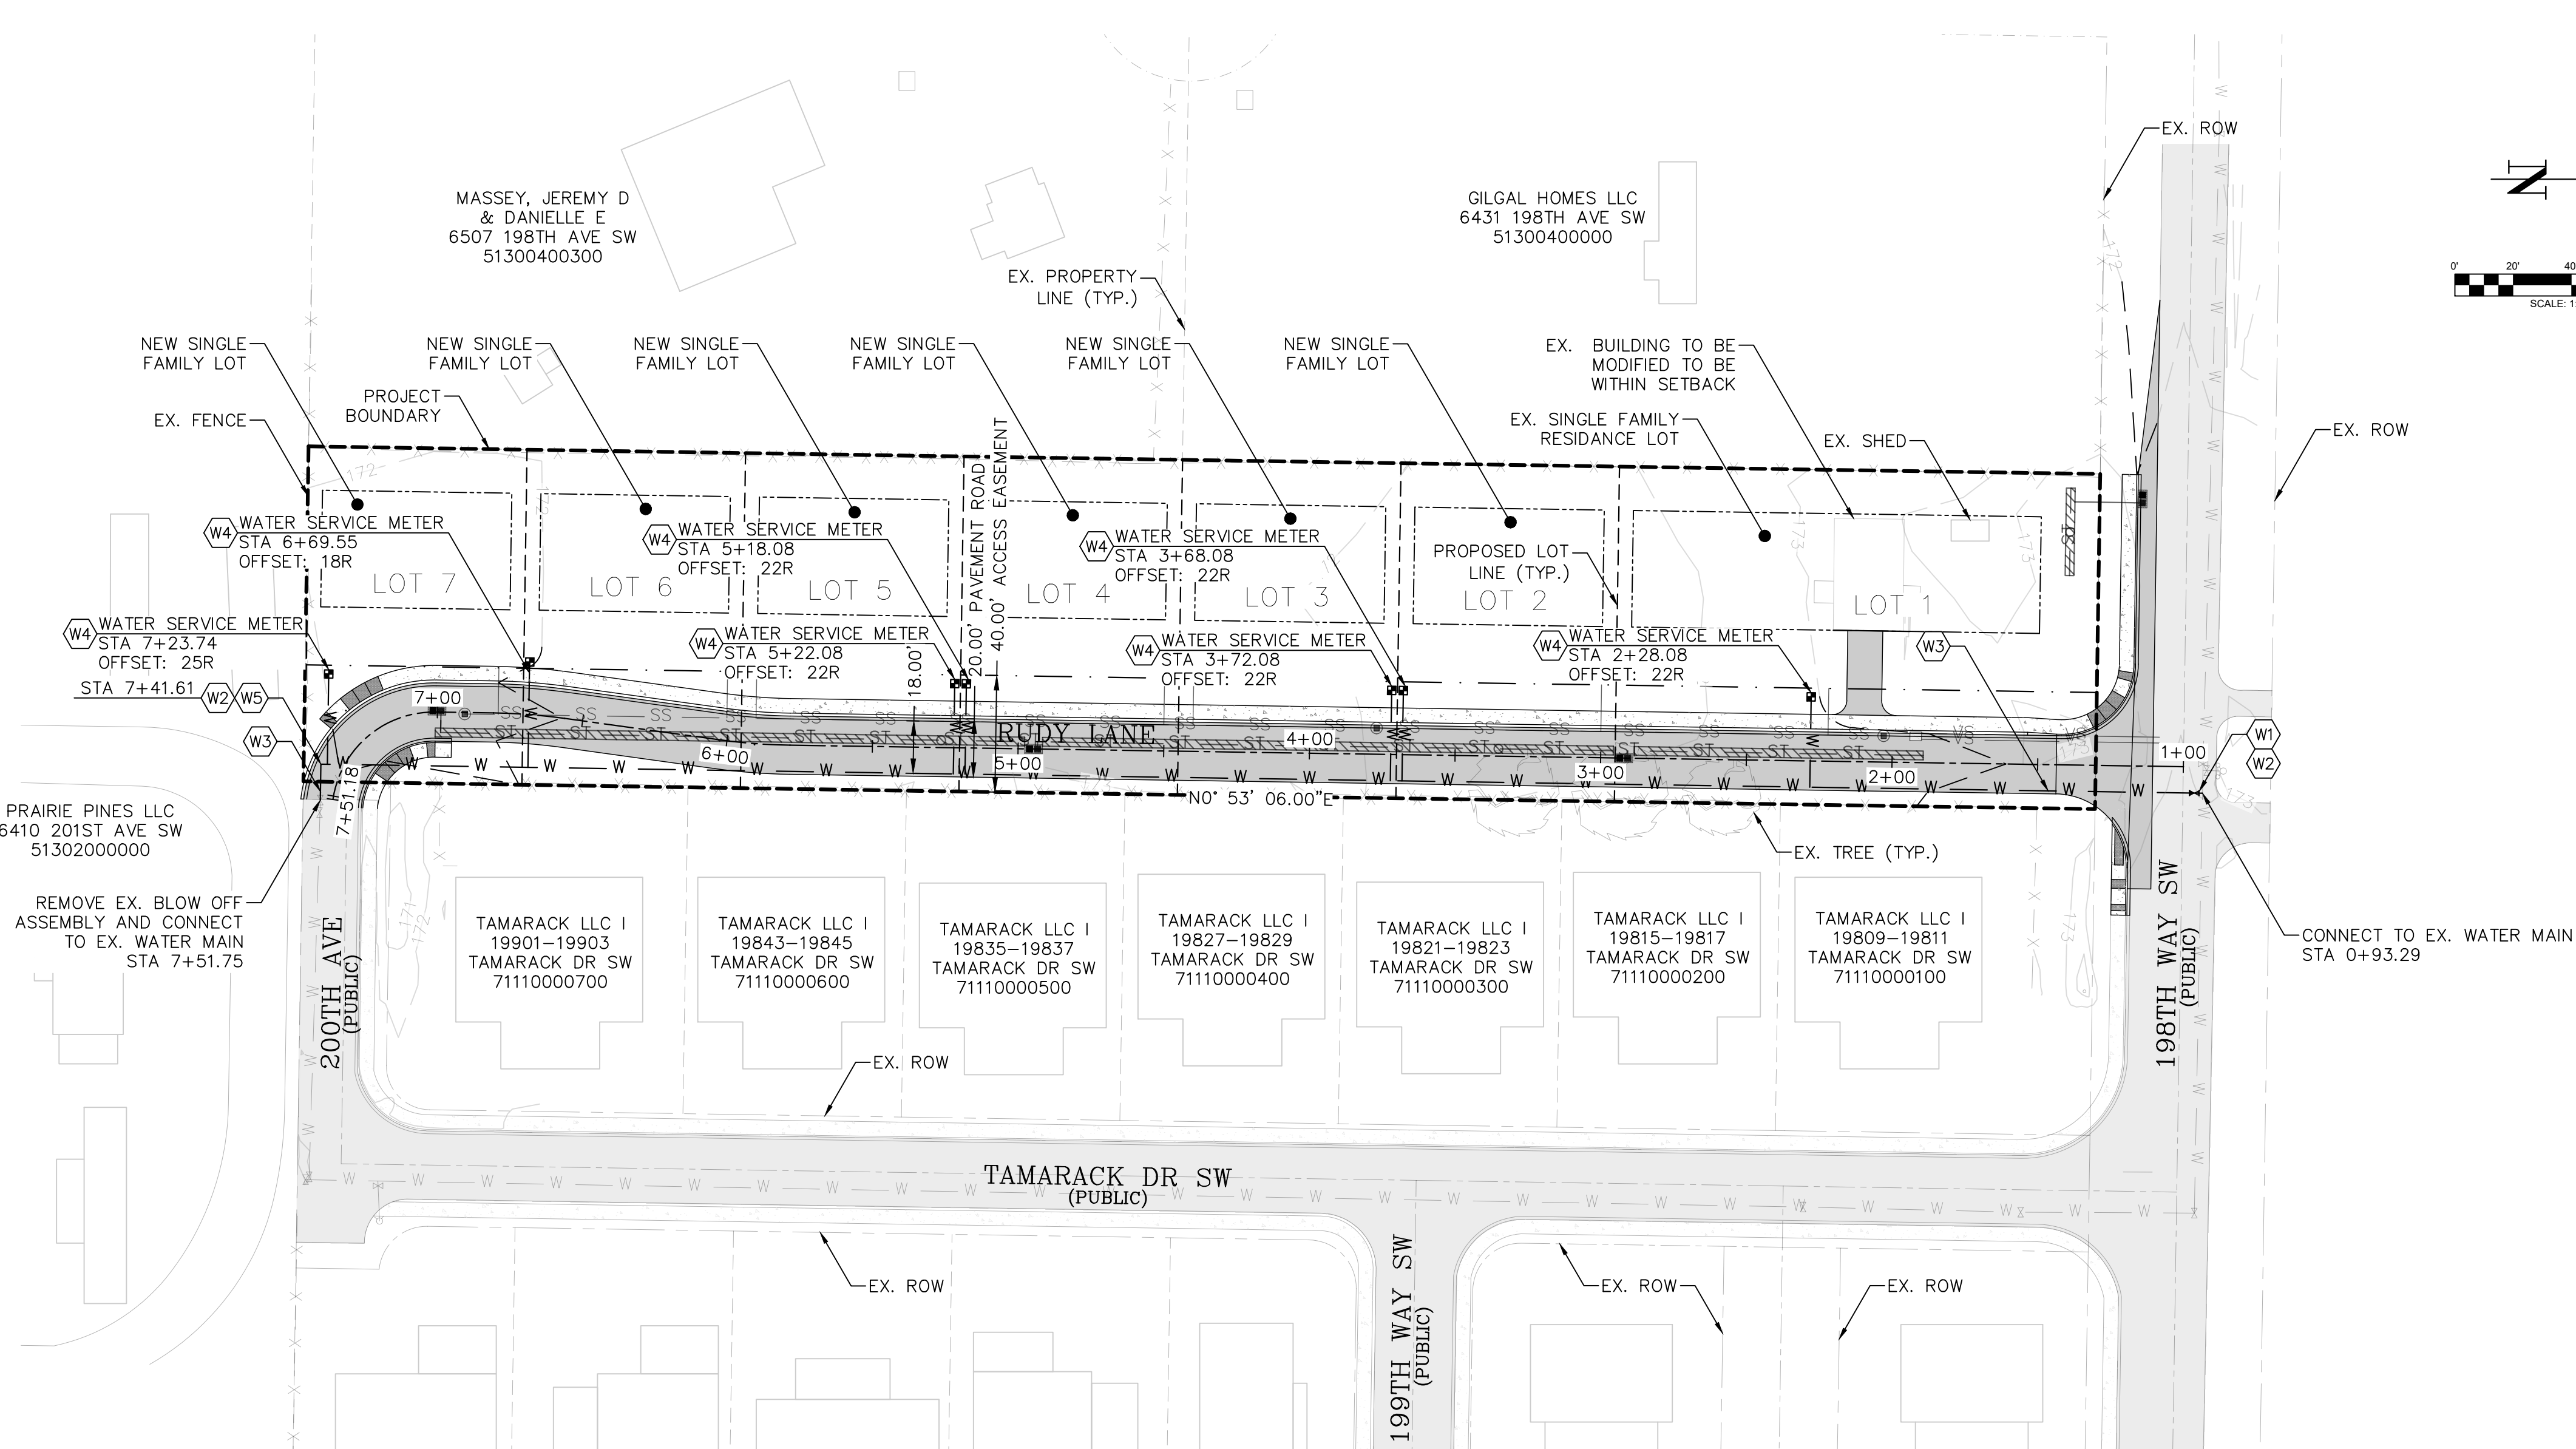 EX. ROW
N
MASSEY, JEREMY D
& DANIELLE E
6507 198TH AVE SW
51300400300
GILGAL HOMES LLC
6431 198TH AVE SW
51300400000
0' 20' 40
SCALE: 1
172
EX. PROPERTY
LINE (TYP.)
NEW SINGLE
FAMILY LOT
NEW SINGLE
FAMILY LOT
NEW SINGLE
FAMILY LOT
NEW SINGLE
FAMILY LOT
NEW SINGLE
FAMILY LOT
NEW SINGLE
FAMILY LOT
EX. BUILDING TO BE
MODIFIED TO BE
WITHIN SETBACK
PROJECT
BOUNDARY
EX. FENCE
EX. SINGLE FAMILY
RESIDANCE LOT
EX. SHED
EX. ROW
172
W4 WATER SERVICE METER
STA 6+69.55
OFFSET: 18R
W4 WATER SERVICE METER
STA 5+18.08
OFFSET: 22R
W4 WATER SERVICE METER
STA 3+68.08
OFFSET: 22R
PROPOSED LOT
LINE (TYP.)
20.00' PAVEMENT ROAD
40.00' ACCESS EASEMENT
18.00'
173
173
LOT 7
LOT 6
LOT 5
LOT 4
LOT 3
LOT 2
LOT 1
W4 WATER SERVICE METER
STA 7+23.74
OFFSET: 25R
W4 WATER SERVICE METER
STA 5+22.08
OFFSET: 22R
W4 WATER SERVICE METER
STA 3+72.08
OFFSET: 22R
W4 WATER SERVICE METER
STA 2+28.08
OFFSET: 22R
W3
STA 7+41.61 W2 W5
W3
7+00
6+00
5+00
4+00
3+00
2+00
1+00
7+51.18
RUDY LANE
W1
W2
N0° 53' 06.00"E
173
PRAIRIE PINES LLC
6410 201ST AVE SW
51302000000
EX. TREE (TYP.)
REMOVE EX. BLOW OFF
ASSEMBLY AND CONNECT
TO EX. WATER MAIN
STA 7+51.75
171
172
173
TAMARACK LLC I
19901-19903
TAMARACK DR SW
71110000700
TAMARACK LLC I
19843-19845
TAMARACK DR SW
71110000600
TAMARACK LLC I
19835-19837
TAMARACK DR SW
71110000500
TAMARACK LLC I
19827-19829
TAMARACK DR SW
71110000400
TAMARACK LLC I
19821-19823
TAMARACK DR SW
71110000300
TAMARACK LLC I
19815-19817
TAMARACK DR SW
71110000200
TAMARACK LLC I
19809-19811
TAMARACK DR SW
71110000100
CONNECT TO EX. WATER MAIN
STA 0+93.29
200TH AVE
(PUBLIC)
198TH WAY SW
(PUBLIC)
EX. ROW
TAMARACK DR SW
(PUBLIC)
199TH WAY SW
(PUBLIC)
EX. ROW
EX. ROW
EX. ROW